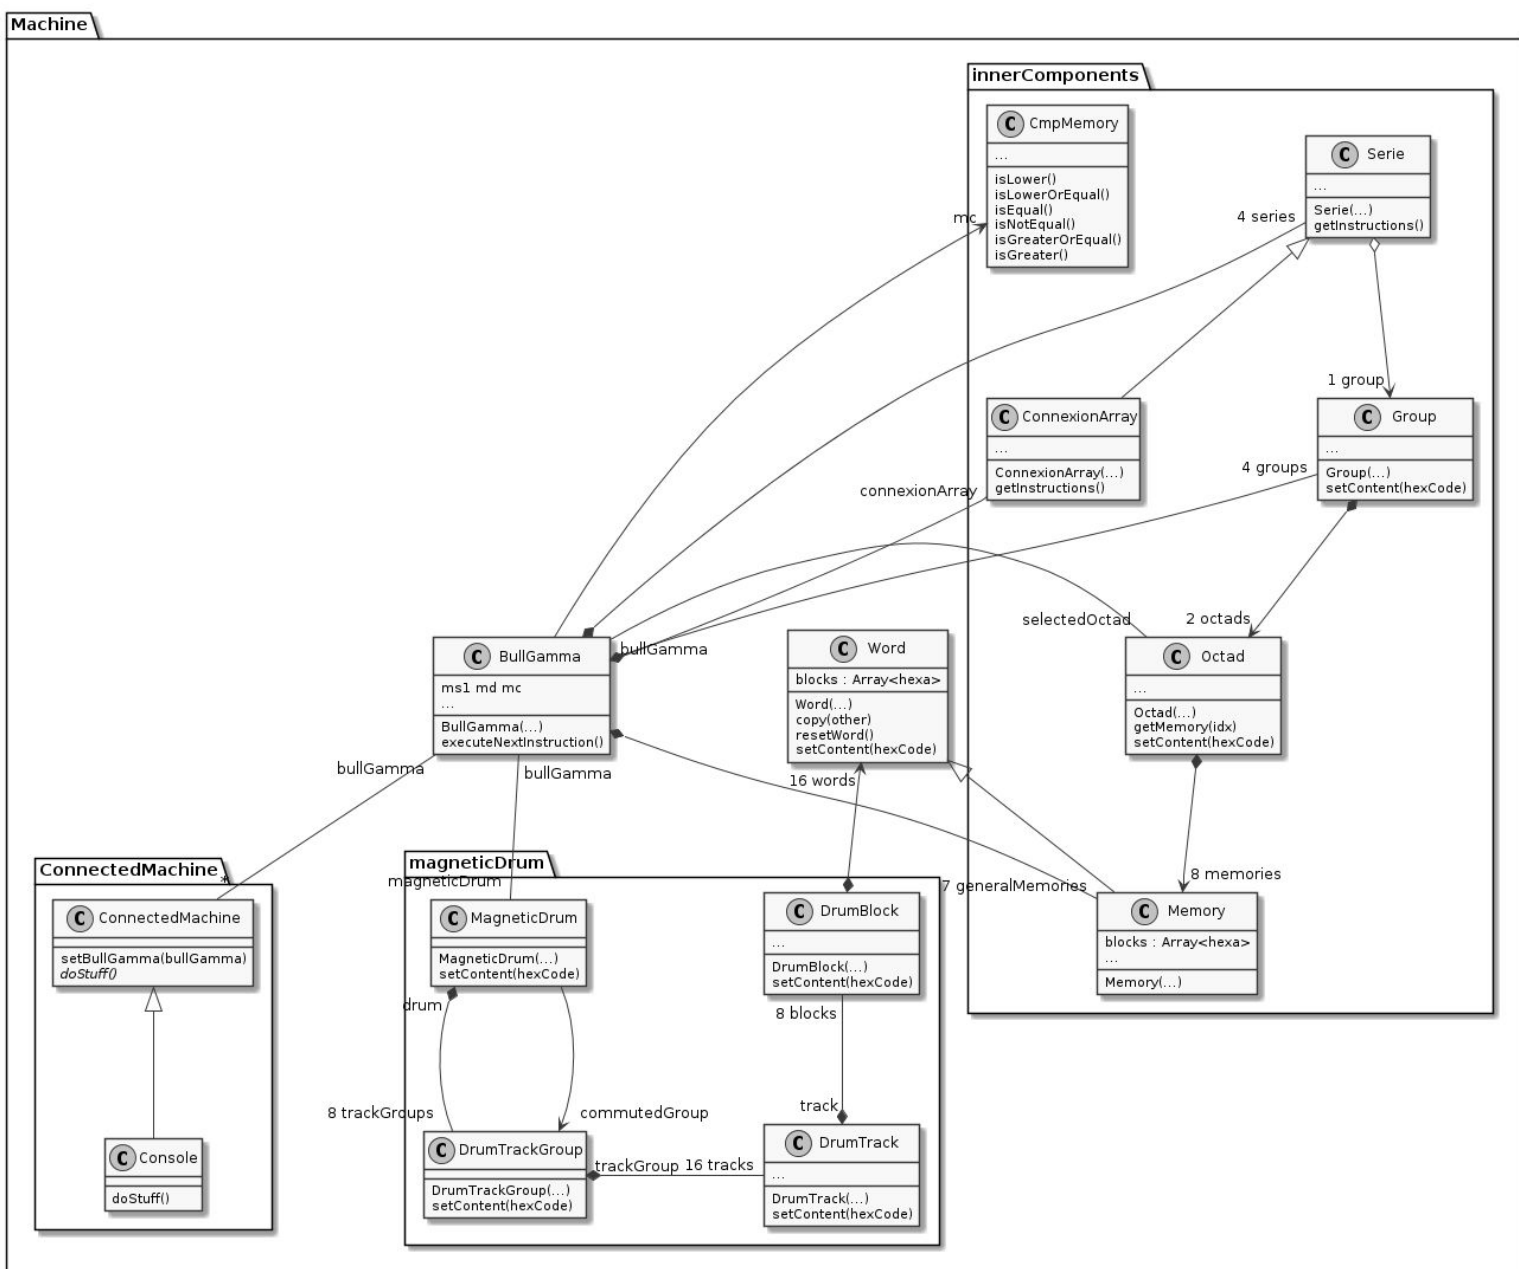 Machine
innerComponents
C CmpMemory
...
isLower()
isLowerOrEqual()
isEqual()
isNotEqual()
isGreaterOrEqual()
isGreater()
mc
C Serie
...
Serie(...)
getInstructions()
4 series
1 group
C ConnexionArray
...
ConnexionArray(...)
getInstructions()
connexionArray
C Group
...
Group(...)
setContent(hexCode)
4 groups
selectedOctad
2 octads
C BullGamma
ms1 md mc
...
BullGamma(...)
executeNextInstruction()
bullGamma
C Word
blocks : Array<hexa>
Word(...)
copy(other)
resetWord()
setContent(hexCode)
C Octad
...
Octad(...)
getMemory(idx)
setContent(hexCode)
bullGamma
bullGamma
16 words
ConnectedMachine
*
C ConnectedMachine
setBullGamma(bullGamma)
doStuff()
C Console
doStuff()
magneticDrum
magneticDrum
C MagneticDrum
MagneticDrum(...)
setContent(hexCode)
drum
C DrumBlock
...
DrumBlock(...)
setContent(hexCode)
8 blocks
7 generalMemories
8 memories
C Memory
blocks : Array<hexa>
...
Memory(...)
8 trackGroups
commutedGroup
track
C DrumTrackGroup
DrumTrackGroup(...)
setContent(hexCode)
trackGroup 16 tracks
C DrumTrack
...
DrumTrack(...)
setContent(hexCode)